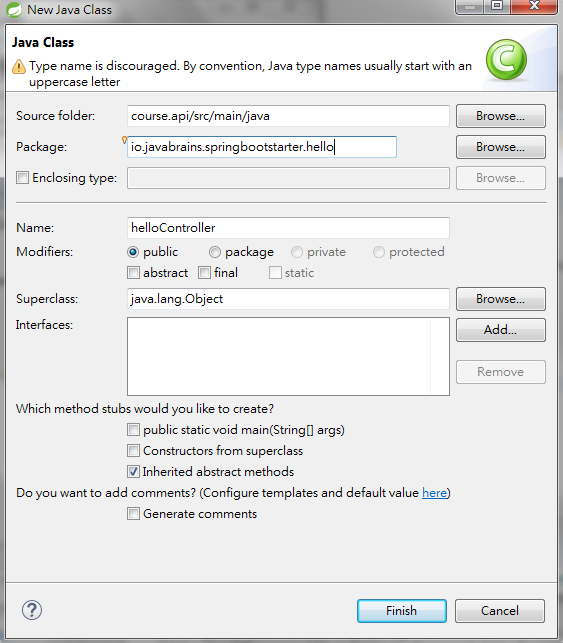 New Java Class
Java Class
Type name is discouraged. By convention, Java type names usually start with an
uppercase letter
Source folder: course.api/src/main/java Browse...
Package: io.javabrains.springbootstarter.hello Browse...
Enclosing type: Browse...
Name: helloController
Modifiers: public package private protected
abstract final static
Superclass: java.lang.Object Browse...
Interfaces: Add...
Remove
Which method stubs would you like to create?
public static void main(String[] args)
Constructors from superclass
Inherited abstract methods
Do you want to add comments? (Configure templates and default value here)
Generate comments
Finish Cancel